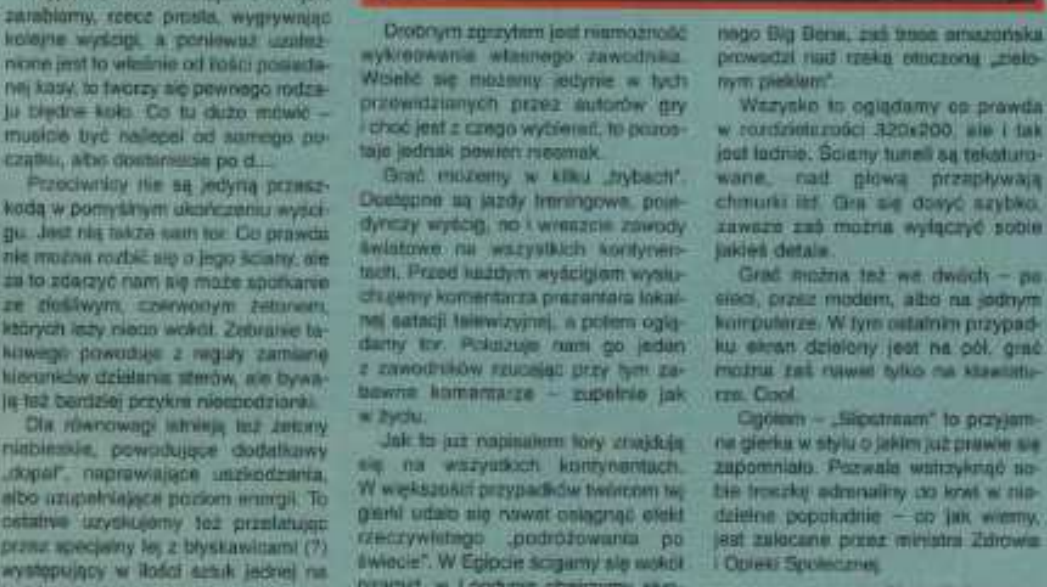 zarabiamy, rzecz prosta, wygrywając
kolejne wyścigi, a ponieważ uzależ-
nione jest to właśnie od ilości posiada-
nej kasy, to tworzy się pewnego rodza-
ju błędne koło. Co tu dużo mówić –
musicie być najlepsi od samego po-
czątku, albo dostaniecie po d....
Przeciwnicy nie są jedyną przesz-
kodą w pomyślnym ukończeniu wyści-
gu. Jest nią także sam tor. Co prawda
nie można rozbić się o jego ściany, ale
za to zdarzyć nam się może spotkanie
ze złośliwym, czerwonym żetonem,
których leży nieco wokół. Zebranie ta-
kowego powoduje z reguły zamianę
kierunków działania sterów, ale bywa-
ją też bardziej przykre niespodzianki.
Dla równowagi istnieją też żetony
niebieskie, powodujące dodatkowy
„dopał”, naprawiające uszkodzenia,
albo uzupełniające poziom energii. To
ostatnie uzyskujemy też przelatując
przez specjalny lej z błyskawicami (?)
występujący w ilości sztuk jednej na
Drobnym zgrzytem jest niemożność
wykreowania własnego zawodnika.
Wcielić się możemy jedynie w tych
przewidzianych przez autorów gry
i choć jest z czego wybierać, to pozos-
taje jednak pewien niesmak.
Grać możemy w kilku „trybach”.
Dostępne są jazdy treningowe, poje-
dynczy wyścig, no i wreszcie zawody
światowe na wszystkich kontynen-
tach. Przed każdym wyścigiem wysłu-
chujemy komentarza prezentera lokal-
nej satacji telewizyjnej, a potem oglą-
damy tor. Pokazuje nam go jeden
z zawodników rzucając przy tym za-
bawne komentarze – zupełnie jak
w życiu.
Jak to już napisałem tory znajdują
się na wszystkich kontynentach.
W większości przypadków twórcom tej
gierki udało się nawet osiągnąć efekt
rzeczywistego „podróżowania po
świecie”. W Egipcie ścigamy się wokół
piramid, w Londynie
nego Big Bena, zaś trasa amazońska
prowadzi nad rzeką otoczoną „zielo-
nym piekłem”.
Wszysko to oglądamy co prawda
w rozdzielczości 320x200, ale i tak
jest ładnie. Ściany tuneli są teksturo-
wane, nad głową przepływają
chmurki itd. Gra się dosyć szybko,
zawsze zaś można wyłączyć sobie
jakieś detale.
Grać można też we dwóch – po
sieci, przez modem, albo na jednym
komputerze. W tym ostatnim przypad-
ku ekran dzielony jest na pół, grać
można zaś nawet tylko na klawiatu-
rze. Cool.
Ogółem – „Slipstream” to przyjem-
na gierka w stylu o jakim już prawie się
zapomniało. Pozwala wstrzyknąć so-
bie troszkę adrenaliny do krwi w nie-
dzielne popołudnie – co jak wiemy,
jest zalecane przez ministra Zdrowia
i Opieki Społecznej.